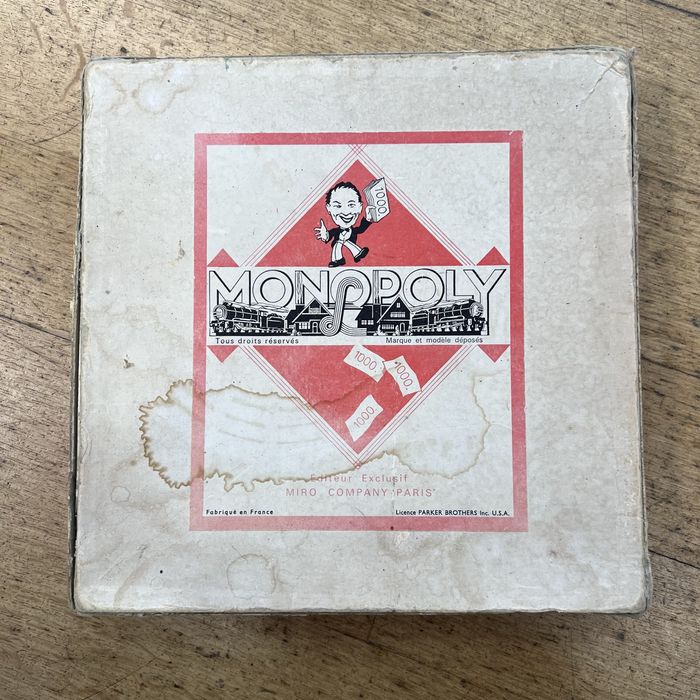 1000.
MONOPOLY
Tous droits réservés
Marque et modèle déposés
1000.
1000.
1000.
Editeur Exclusif
MIRO COMPANY 'PARIS'
Fabriqué en France
Licence PARKER BROTHERS Inc. U.S.A.